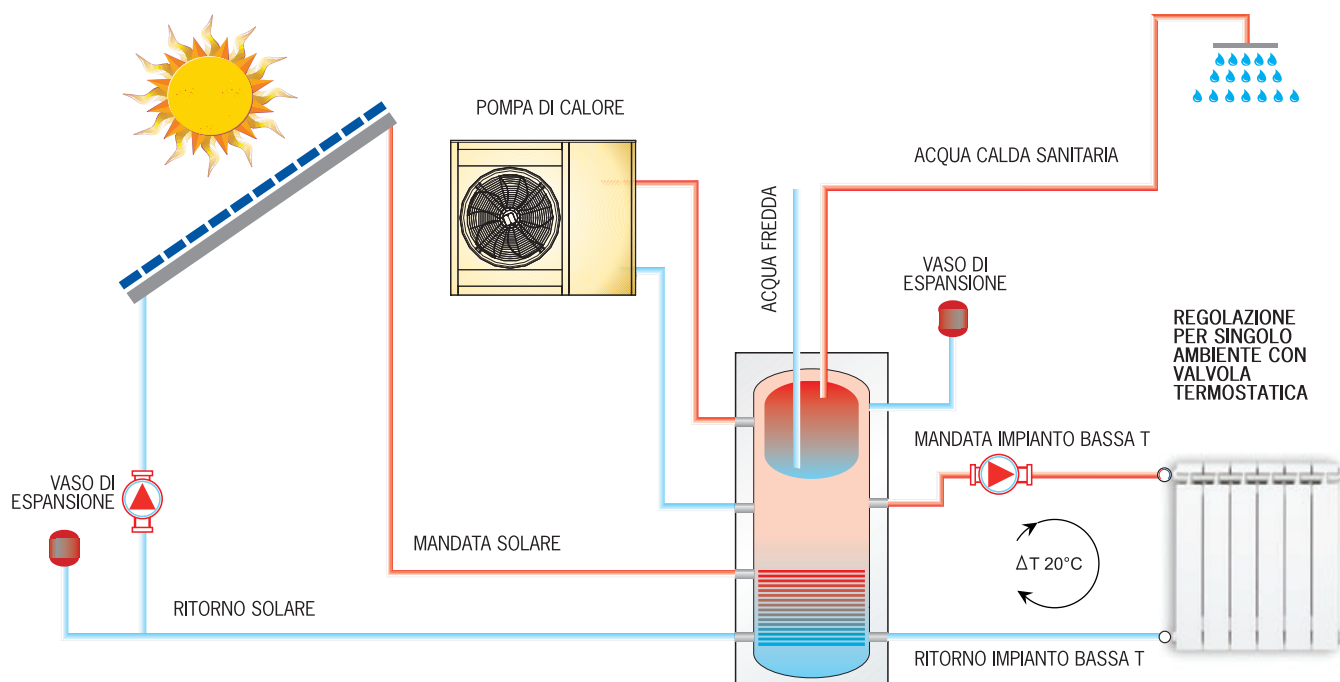 POMPA DI CALORE
ACQUA CALDA SANITARIA
ACQUA FREDDA
VASO DI
ESPANSIONE
REGOLAZIONE
PER SINGOLO
AMBIENTE CON
VALVOLA
TERMOSTATICA
MANDATA IMPIANTO BASSA T
VASO DI
ESPANSIONE
MANDATA SOLARE
ΔT 20°C
RITORNO SOLARE
RITORNO IMPIANTO BASSA T